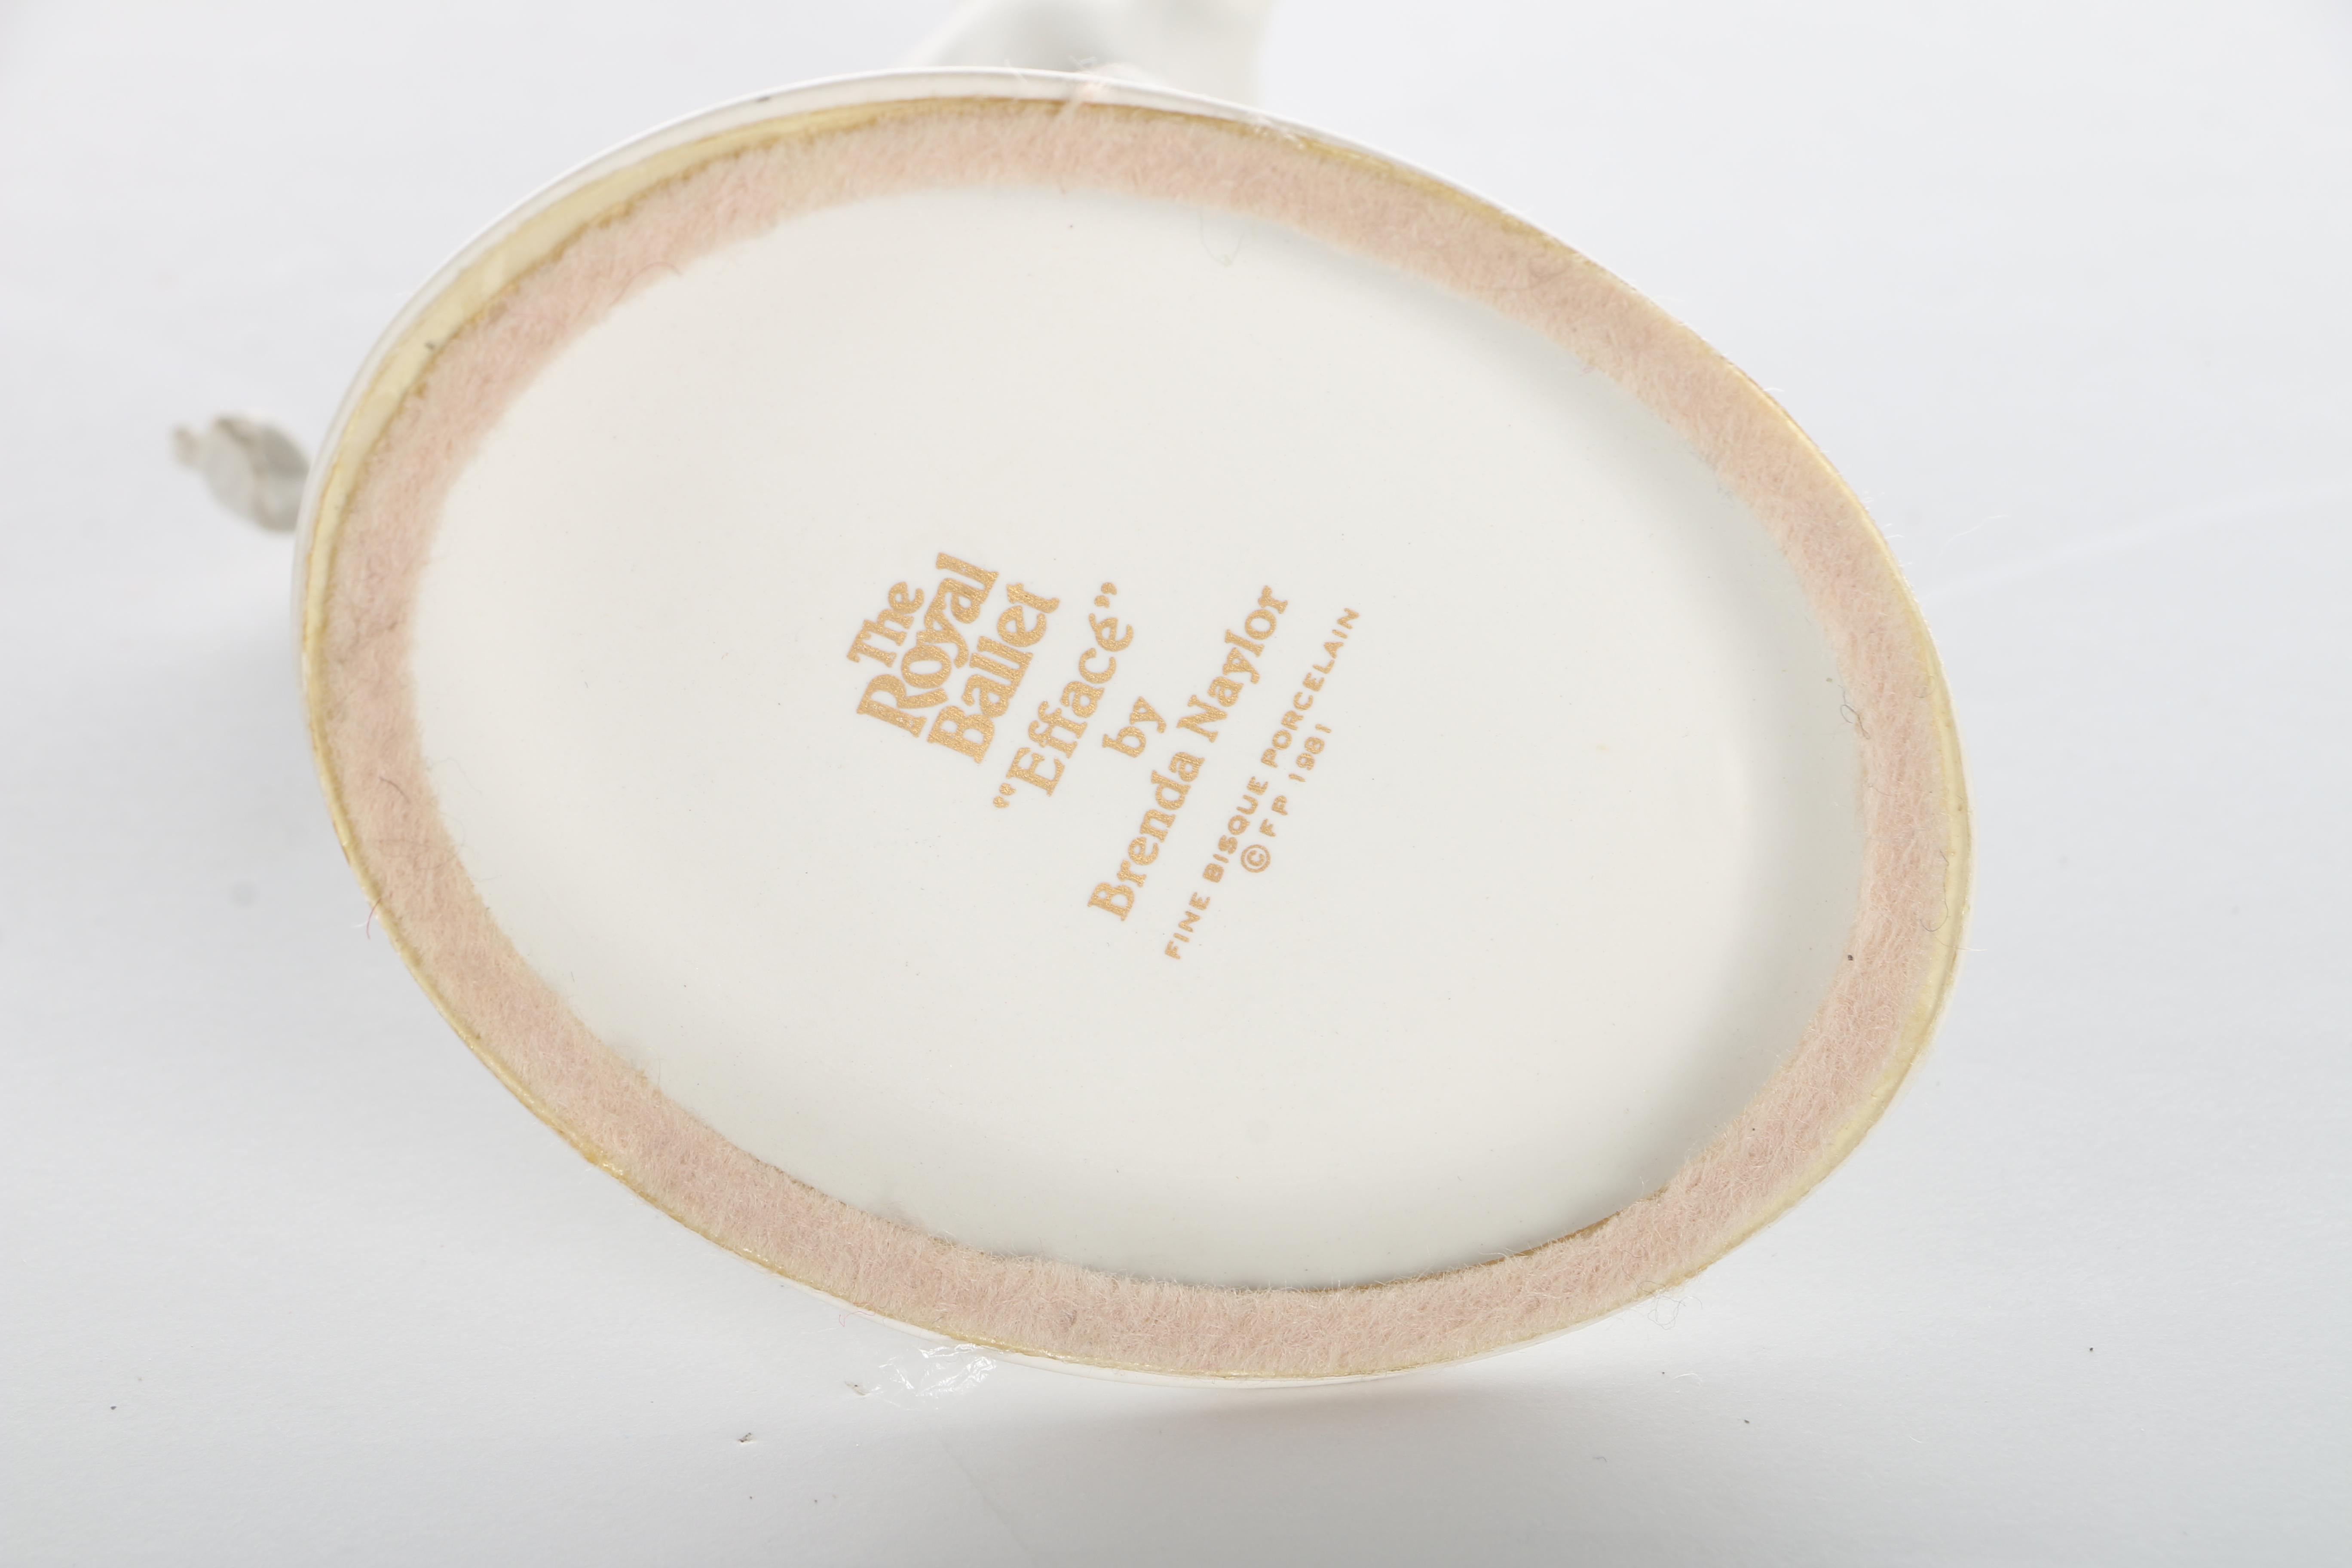 The
Royal
Ballet
"Effacé"
by
Brenda Naylor
FINE BISQUE PORCELAIN
© FP 1981